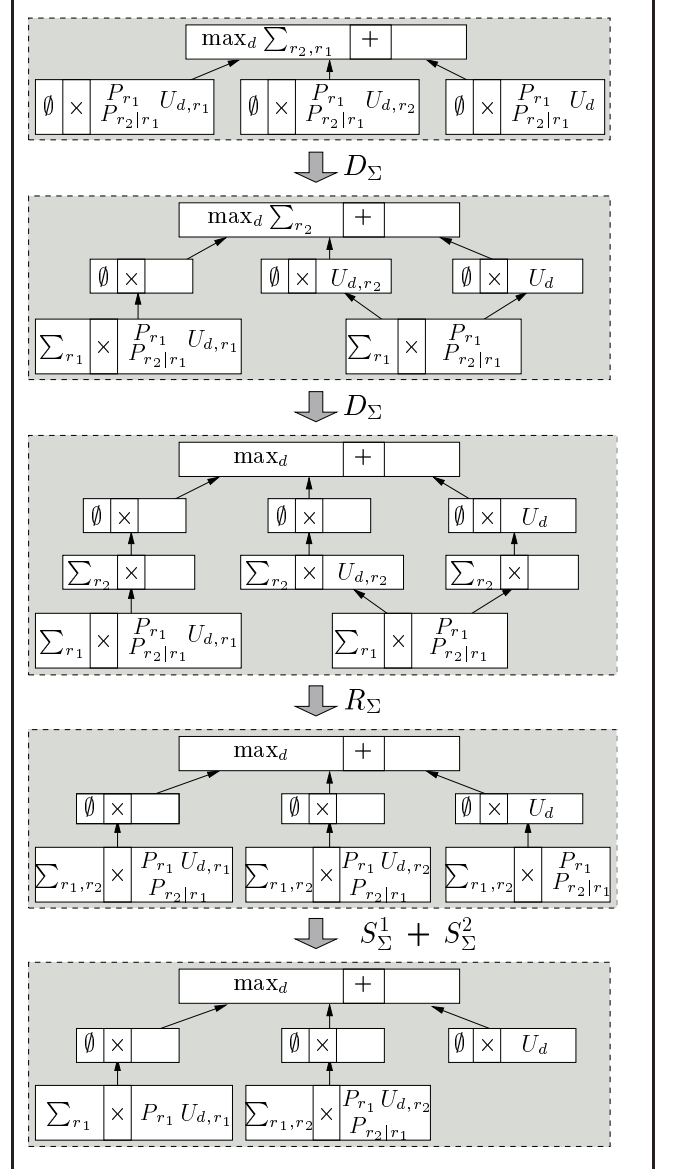 max_d ∑_{r_2,r_1} +
∅ × P_{r_1} P_{r_2|r_1} U_{d,r_1} ∅ × P_{r_1} P_{r_2|r_1} U_{d,r_2} ∅ × P_{r_1} P_{r_2|r_1} U_d
D_Σ
max_d ∑_{r_2} +
∅ × ∅ × U_{d,r_2} ∅ × U_d
∑_{r_1} × P_{r_1} P_{r_2|r_1} U_{d,r_1} ∑_{r_1} × P_{r_1} P_{r_2|r_1}
D_Σ
max_d +
∅ × ∅ × ∅ × U_d
∑_{r_2} × ∑_{r_2} × U_{d,r_2} ∑_{r_2} ×
∑_{r_1} × P_{r_1} P_{r_2|r_1} U_{d,r_1} ∑_{r_1} × P_{r_1} P_{r_2|r_1}
R_Σ
max_d +
∅ × ∅ × ∅ × U_d
∑_{r_1,r_2} × P_{r_1} U_{d,r_1} P_{r_2|r_1} ∑_{r_1,r_2} × P_{r_1} U_{d,r_2} P_{r_2|r_1} ∑_{r_1,r_2} × P_{r_1} P_{r_2|r_1}
S^1_Σ + S^2_Σ
max_d +
∅ × ∅ × ∅ × U_d
∑_{r_1} × P_{r_1} U_{d,r_1} ∑_{r_1,r_2} × P_{r_1} U_{d,r_2} P_{r_2|r_1}